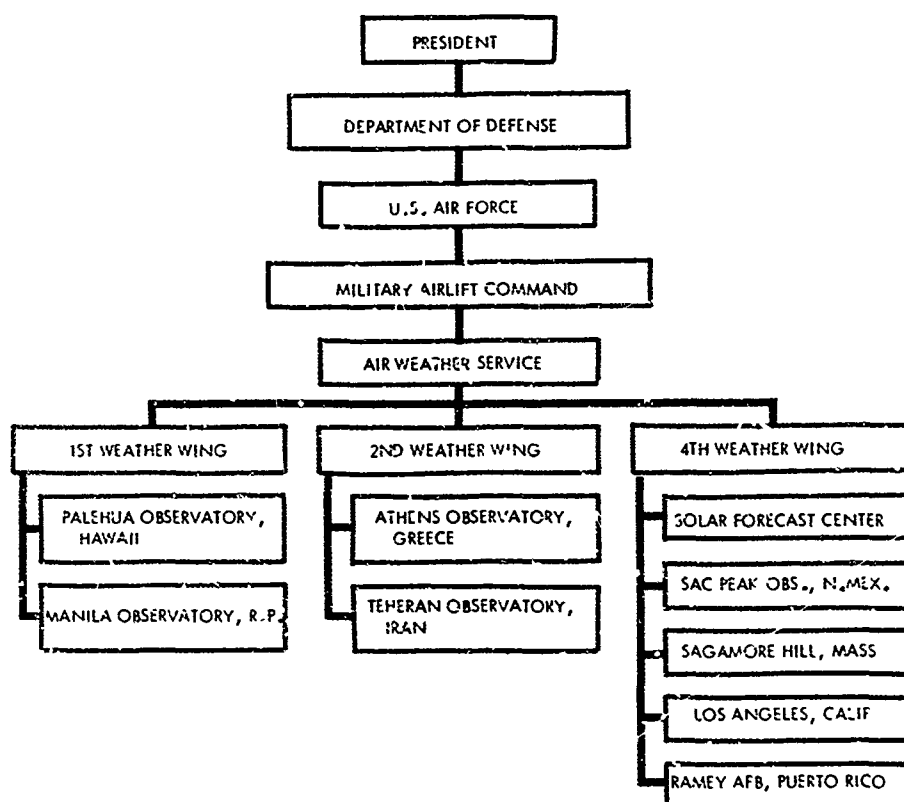 PRESIDENT
DEPARTMENT OF DEFENSE
U.S. AIR FORCE
MILITARY AIRLIFT COMMAND
AIR WEATHER SERVICE
1ST WEATHER WING
PALEHUA OBSERVATORY,
HAWAII
MANILA OBSERVATORY, R.P.
2ND WEATHER WING
ATHENS OBSERVATORY,
GREECE
TEHERAN OBSERVATORY,
IRAN
4TH WEATHER WING
SOLAR FORECAST CENTER
SAC PEAK OBS., N.MEX.
SAGAMORE HILL, MASS
LOS ANGELES, CALIF
RAMEY AFB, PUERTO RICO